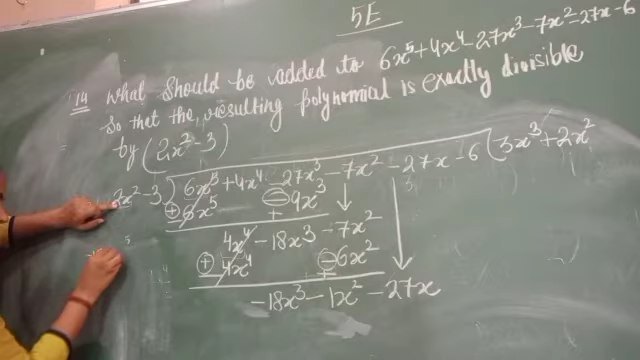 5E
14 What should be added to 6x⁵+4x⁴-27x³-7x²-27x-6
So that the resulting polynomial is exactly divisible
by (2x²-3)
2x²-3) 6x⁵+4x⁴-27x³-7x²-27x-6 (3x³+2x²
⊕6x⁵ ⊖9x³
+
4x⁴-18x³-7x²
⊕4x⁴ ⊖6x²
+
-18x³-1x²-27x